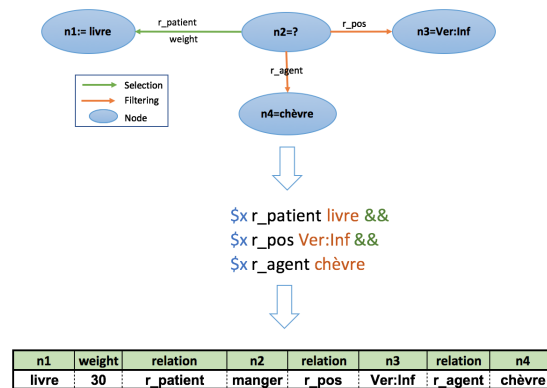 r_patient
r_pos
n1:= livre
n2=?
n3=Ver:Inf
weight
r_agent
Selection
Filtering
Node
n4=chèvre
$x r_patient livre &&
$x r_pos Ver:Inf &&
$x r_agent chèvre
n1 weight relation n2 relation n3 relation n4
livre 30 r_patient manger r_pos Ver:Inf r_agent chèvre